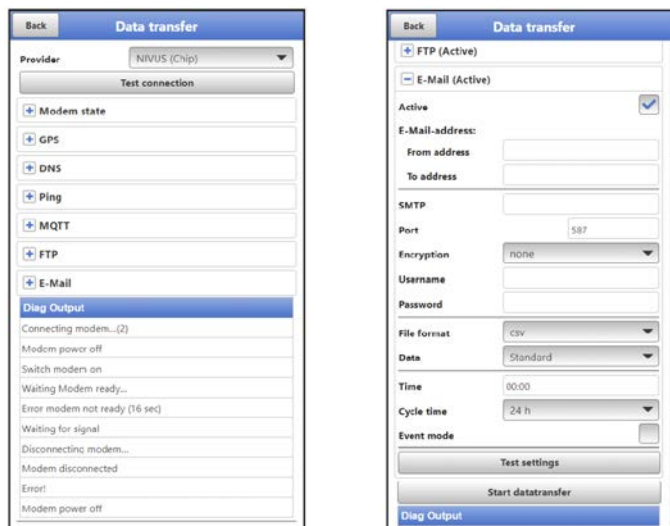 Back Data transfer
Provider NIVUS (Chip)
Test connection
Modem state
GPS
DNS
Ping
MQTT
FTP
E-Mail
Diag Output
Connecting modem...(2)
Modem power off
Switch modem on
Waiting Modem ready...
Error modem not ready (16 sec)
Waiting for signal
Disconnecting modem...
Modem disconnected
Error!
Modem power off
Back Data transfer
FTP (Active)
E-Mail (Active)
Active
E-Mail-address:
From address
To address
SMTP
Port 587
Encryption none
Username
Password
File format csv
Data Standard
Time 00:00
Cycle time 24 h
Event mode
Test settings
Start datatransfer
Diag Output